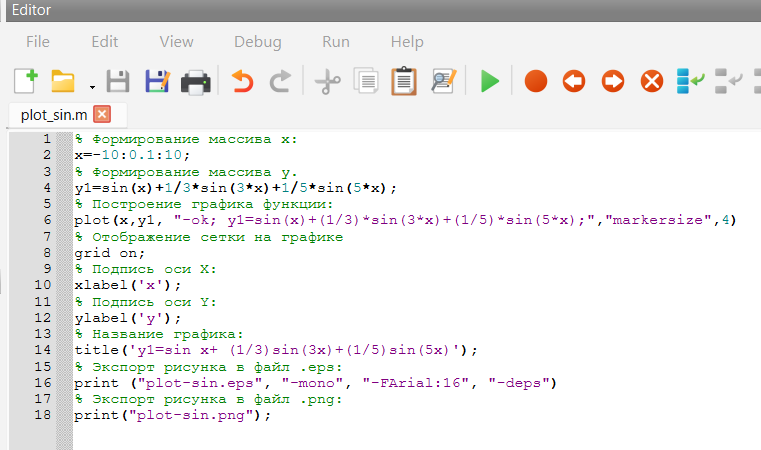 Editor
File Edit View Debug Run Help
plot_sin.m
1 % Формирование массива x:
2 x=-10:0.1:10;
3 % Формирование массива y.
4 y1=sin(x)+1/3*sin(3*x)+1/5*sin(5*x);
5 % Построение графика функции:
6 plot(x,y1, "-ok; y1=sin(x)+(1/3)*sin(3*x)+(1/5)*sin(5*x);","markersize",4)
7 % Отображение сетки на графике
8 grid on;
9 % Подпись оси X:
10 xlabel('x');
11 % Подпись оси Y:
12 ylabel('y');
13 % Название графика:
14 title('y1=sin x+ (1/3)sin(3x)+(1/5)sin(5x)');
15 % Экспорт рисунка в файл .eps:
16 print ("plot-sin.eps", "-mono", "-FArial:16", "-deps")
17 % Экспорт рисунка в файл .png:
18 print("plot-sin.png");